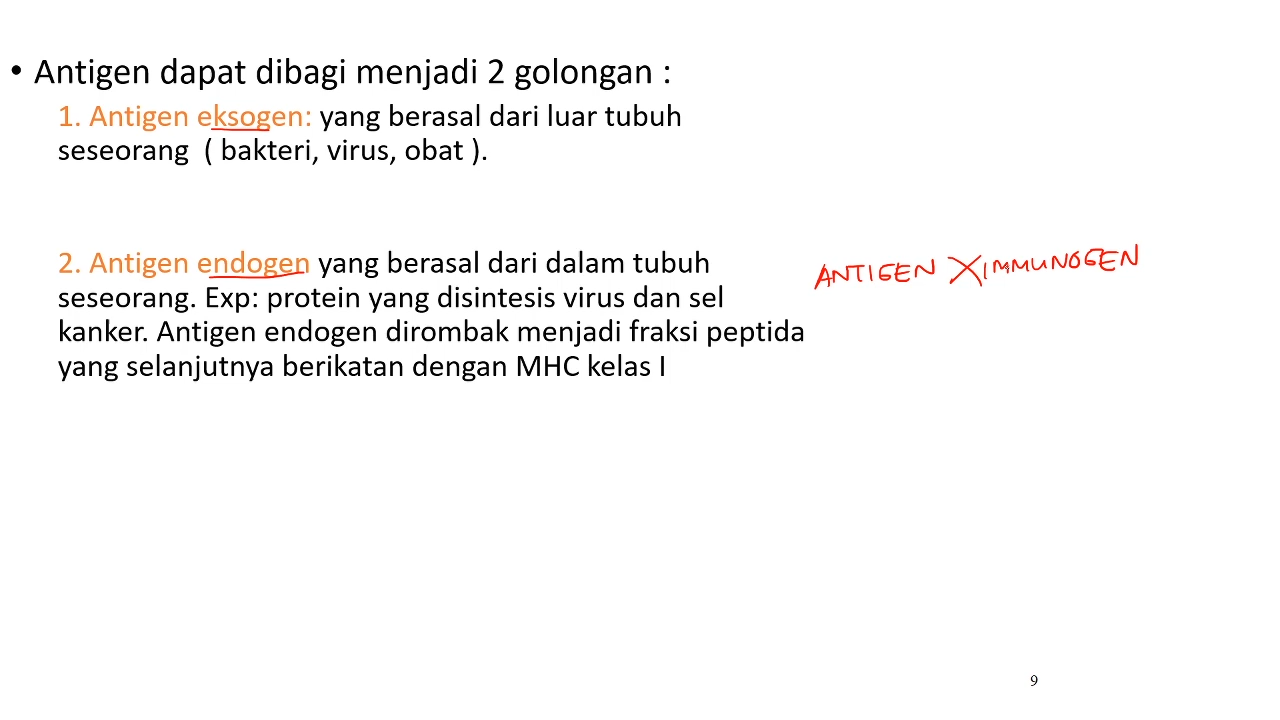 • Antigen dapat dibagi menjadi 2 golongan :
1. Antigen eksogen: yang berasal dari luar tubuh
seseorang ( bakteri, virus, obat ).
2. Antigen endogen yang berasal dari dalam tubuh
seseorang. Exp: protein yang disintesis virus dan sel
kanker. Antigen endogen dirombak menjadi fraksi peptida
yang selanjutnya berikatan dengan MHC kelas I
ANTIGEN X IMMUNOGEN
9